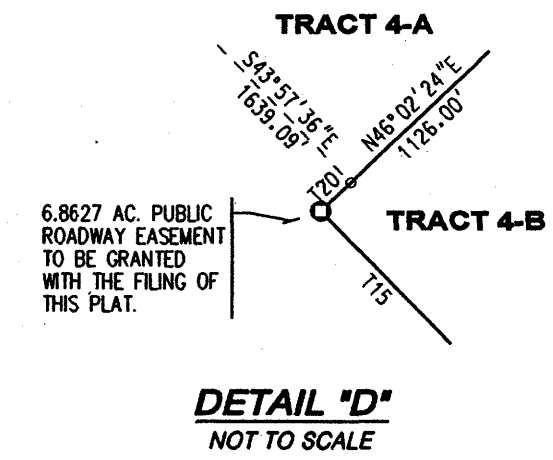 TRACT 4-A
S43°57'36"E
1639.09'
N46°02'24"E
1126.00'
T201
6.8627 AC. PUBLIC
ROADWAY EASEMENT
TO BE GRANTED
WITH THE FILING OF
THIS PLAT.
TRACT 4-B
T15
DETAIL "D"
NOT TO SCALE